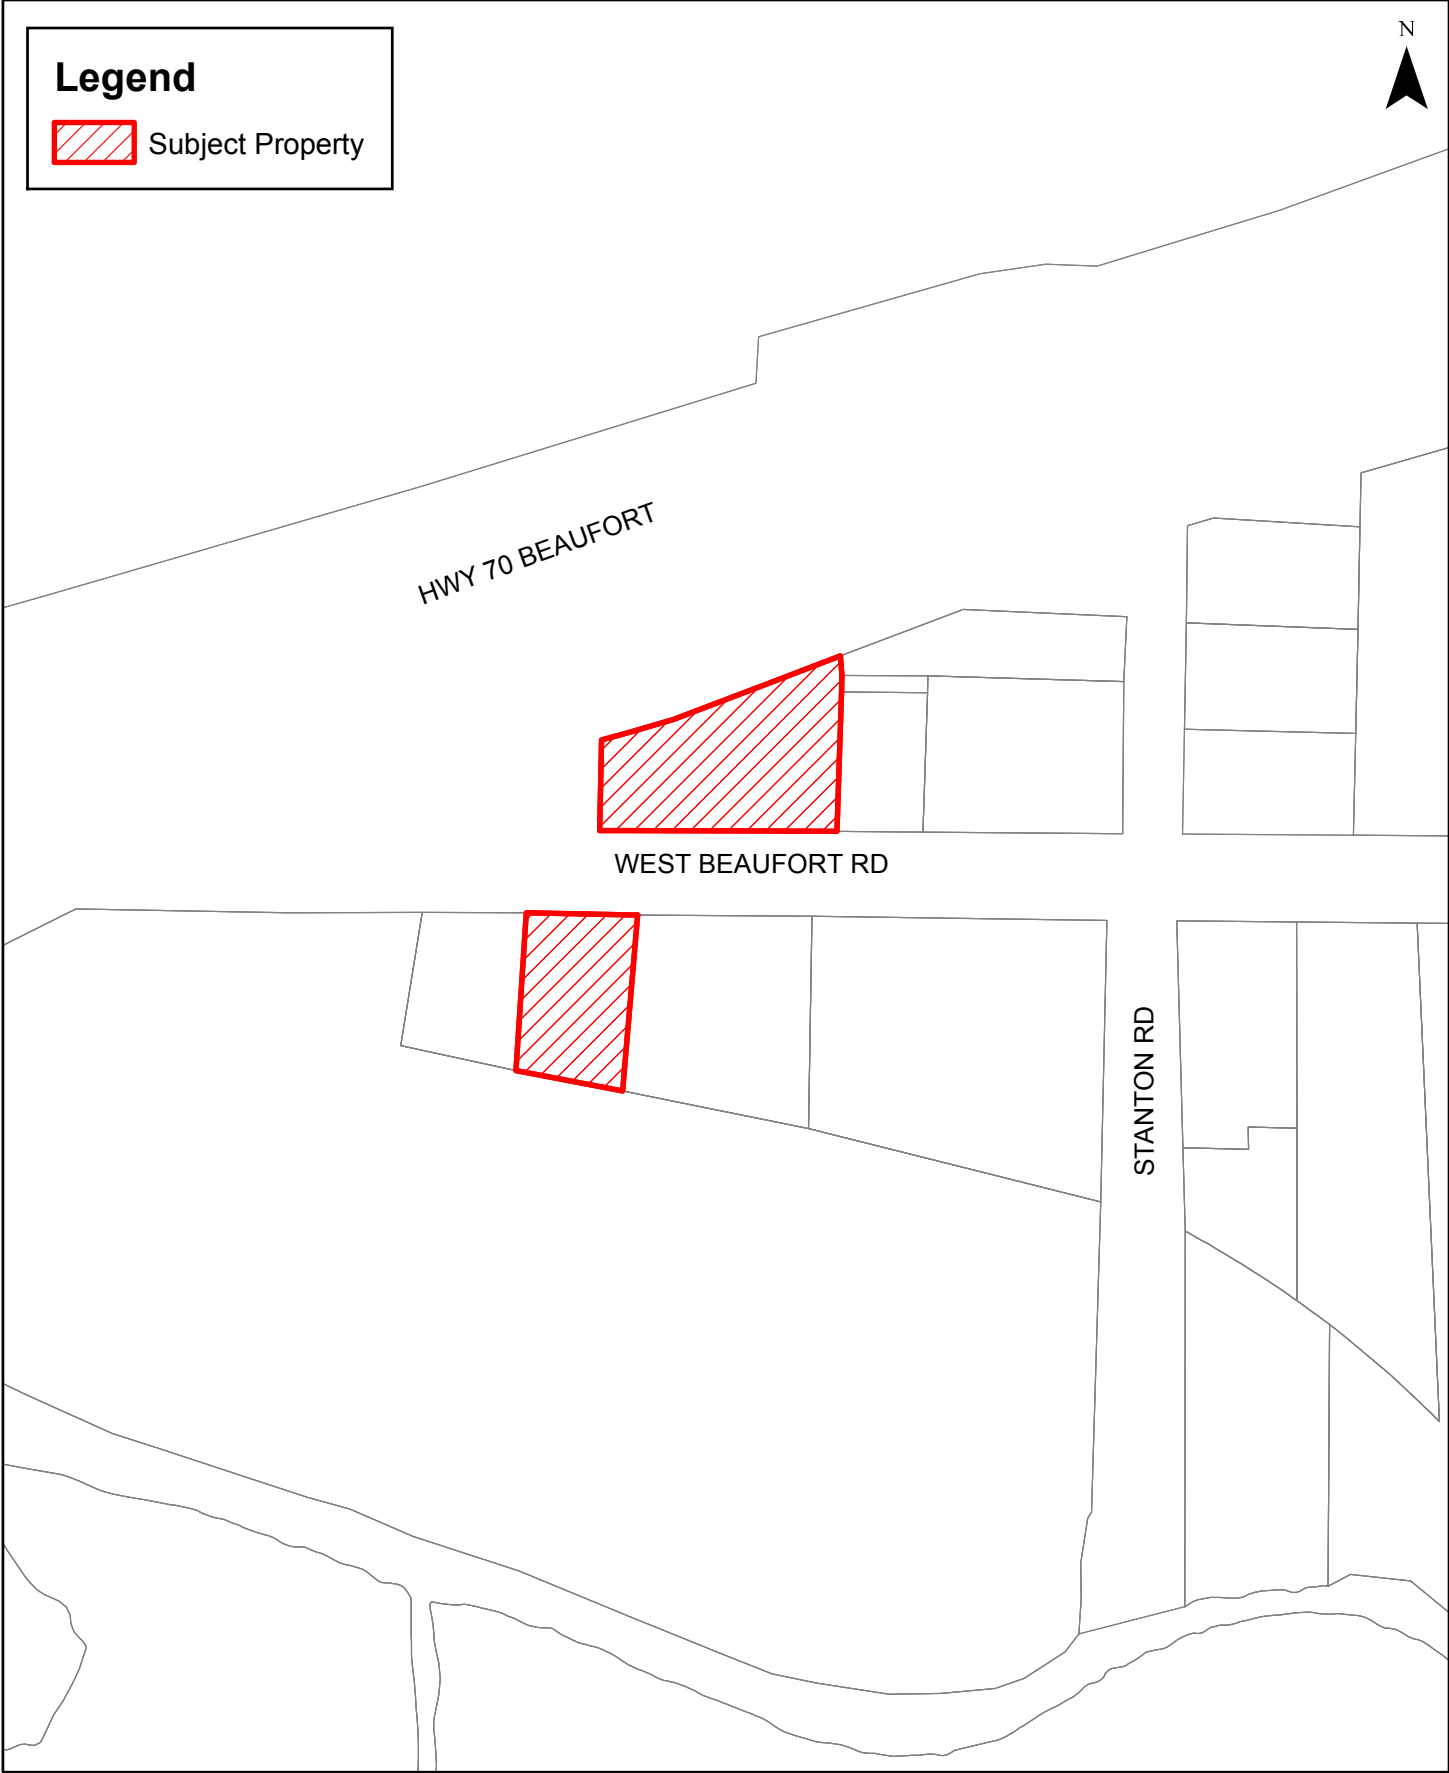 N
Legend
Subject Property
HWY 70 BEAUFORT
WEST BEAUFORT RD
STANTON RD